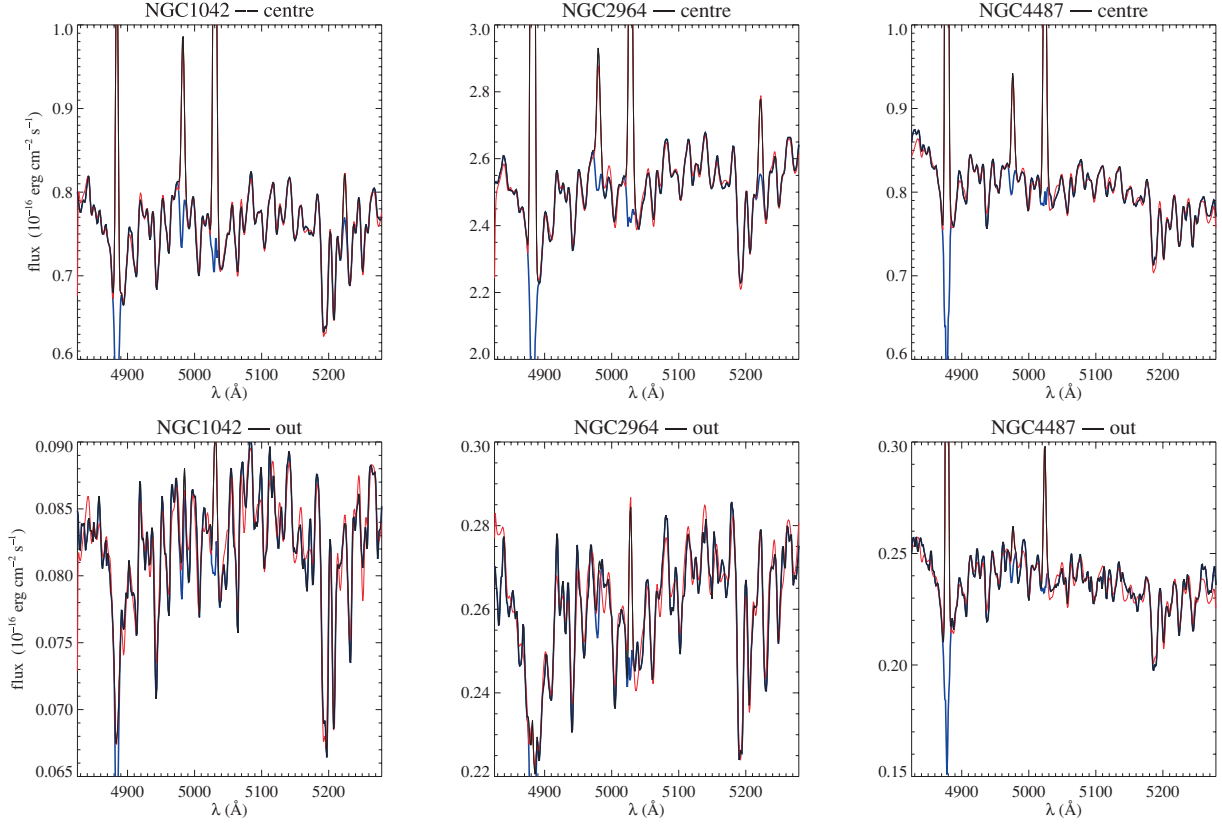 NGC1042 — centre
NGC2964 — centre
NGC4487 — centre
flux (10⁻¹⁶ erg cm⁻² s⁻¹)
1.0
0.9
0.8
0.7
0.6
3.0
2.8
2.6
2.4
2.2
2.0
1.0
0.9
0.8
0.7
0.6
4900 5000 5100 5200
4900 5000 5100 5200
4900 5000 5100 5200
λ (Å)
λ (Å)
λ (Å)
NGC1042 — out
NGC2964 — out
NGC4487 — out
flux (10⁻¹⁶ erg cm⁻² s⁻¹)
0.090
0.085
0.080
0.075
0.070
0.065
0.30
0.28
0.26
0.24
0.22
0.30
0.25
0.20
0.15
4900 5000 5100 5200
4900 5000 5100 5200
4900 5000 5100 5200
λ (Å)
λ (Å)
λ (Å)